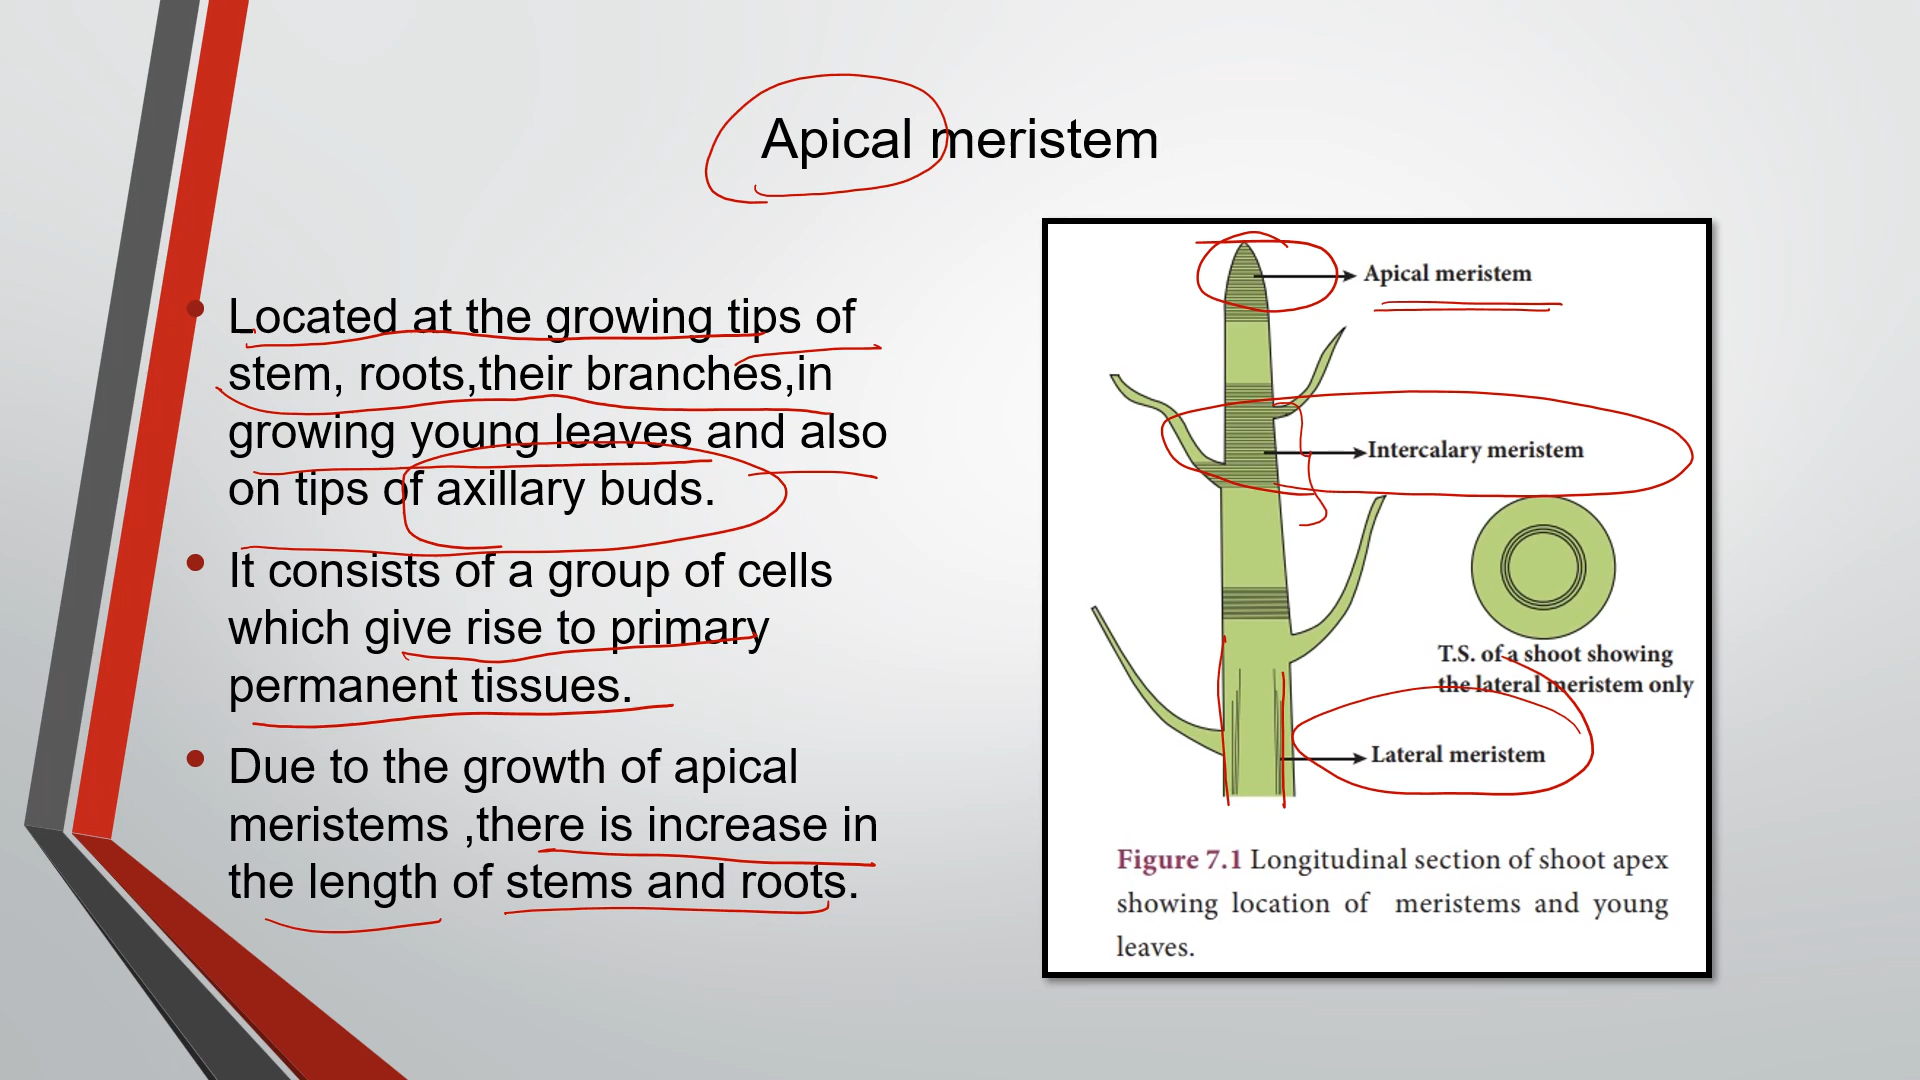 Apical meristem
Located at the growing tips of
stem, roots,their branches,in
growing young leaves and also
on tips of axillary buds.
It consists of a group of cells
which give rise to primary
permanent tissues.
Due to the growth of apical
meristems ,there is increase in
the length of stems and roots.
Apical meristem
Intercalary meristem
T.S. of a shoot showing
the lateral meristem only
Lateral meristem
Figure 7.1 Longitudinal section of shoot apex
showing location of meristems and young
leaves.